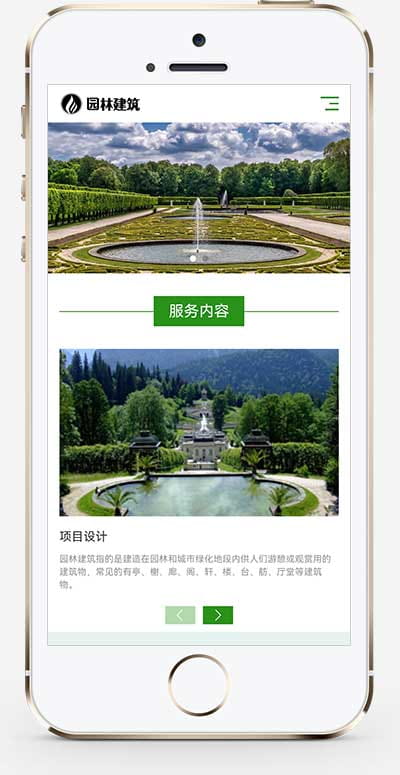 园林建筑
服务内容
项目设计
园林建筑指的是建造在园林和城市绿化地段内供人们游憩或观赏用的
建筑物，常见的有亭、榭、廊、阁、轩、楼、台、舫、厅堂等建筑
物。